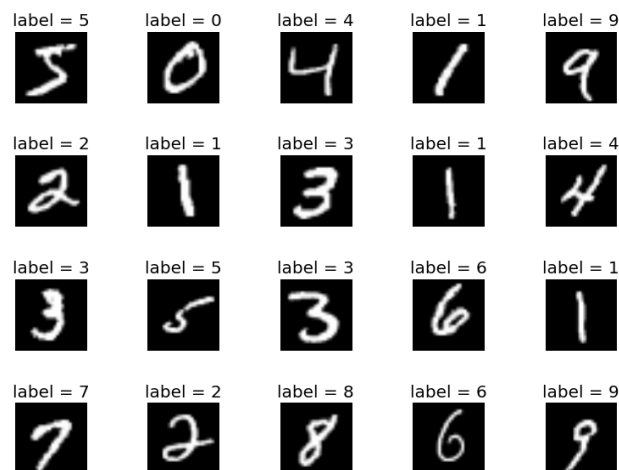 label = 5 label = 0 label = 4 label = 1 label = 9
5 0 4 1 9
label = 2 label = 1 label = 3 label = 1 label = 4
2 1 3 1 4
label = 3 label = 5 label = 3 label = 6 label = 1
3 5 3 6 1
label = 7 label = 2 label = 8 label = 6 label = 9
7 2 8 6 9